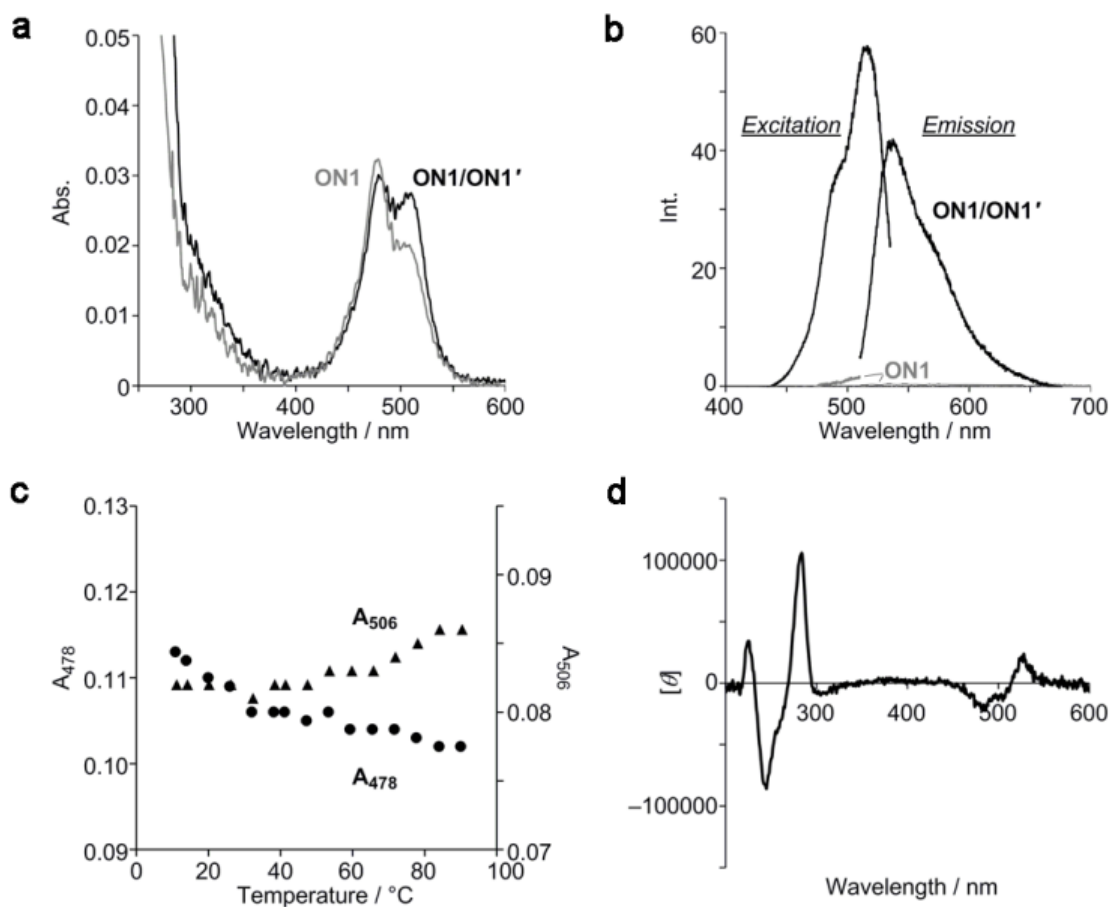 a
0.05
0.04
0.03
0.02
0.01
0
Abs.
ON1
ON1/ON1′
300
400
500
600
Wavelength / nm
b
60
40
20
0
Int.
Excitation
Emission
ON1/ON1′
ON1
400
500
600
700
Wavelength / nm
c
0.13
0.12
0.11
0.10
0.09
A478
A506
A478
0.09
0.08
0.07
A506
0
20
40
60
80
100
Temperature / °C
d
100000
0
−100000
[θ]
300
400
500
600
Wavelength / nm